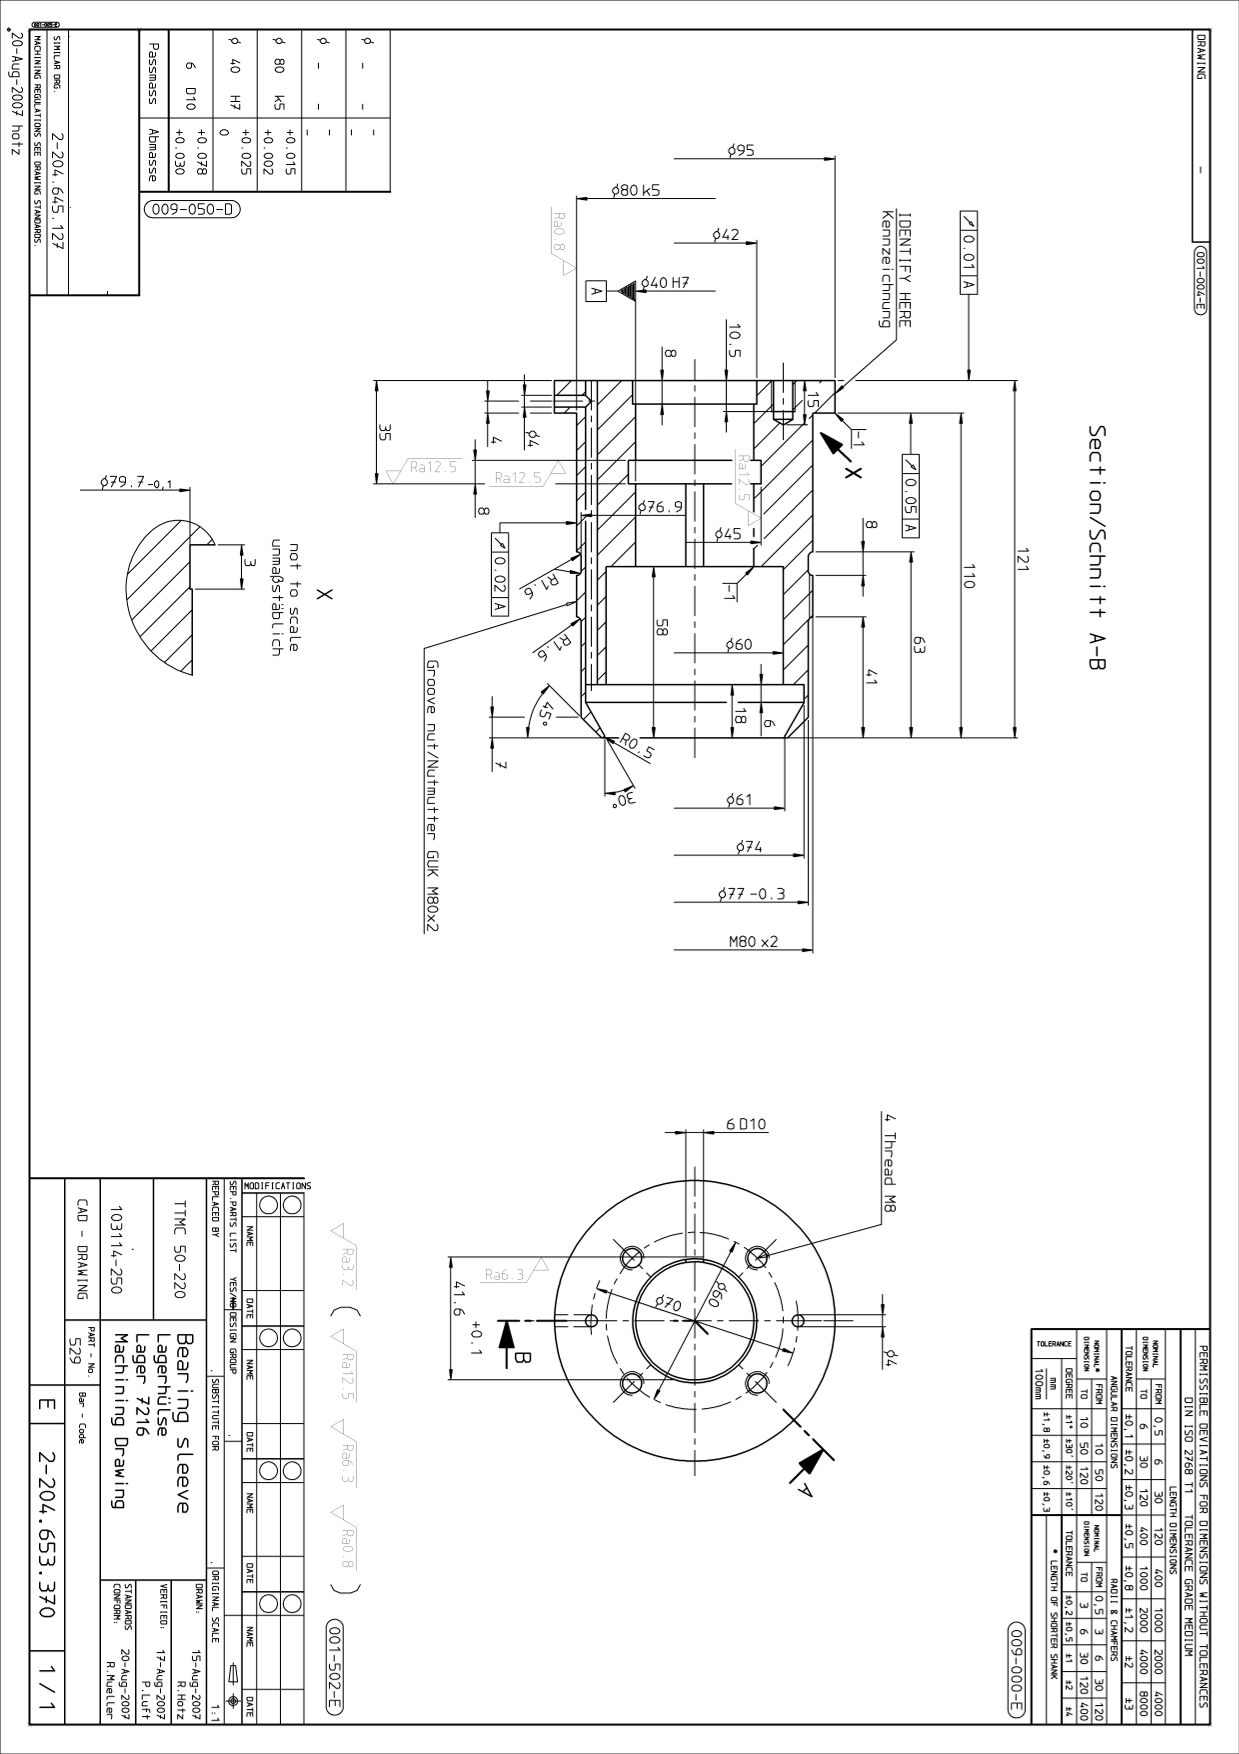 DRAWING
-
001-004-E
PERMISSIBLE DEVIATIONS FOR DIMENSIONS WITHOUT TOLERANCES
DIN ISO 2768 T1 TOLERANCE GRADE MEDIUM
LENGTH DIMENSIONS
NOMINAL DIMENSION FROM 0,5 6 30 120 400 1000 2000 4000
TO 6 30 120 400 1000 2000 4000 8000
TOLERANCE ±0,1 ±0,2 ±0,3 ±0,5 ±0,8 ±1,2 ±2 ±3
ANGULAR DIMENSIONS
NOMINAL* DIMENSION FROM 10 50 120
TO 10 50 120
TOLERANCE DEGREE ±1° ±30' ±20' ±10'
mm 100mm ±1,8 ±0,9 ±0,6 ±0,3
RADII & CHAMFERS
NOMINAL DIMENSION FROM 0,5 3 6 30 120
TO 3 6 30 120 400
TOLERANCE ±0,2 ±0,5 ±1 ±2 ±4
* LENGTH OF SHORTER SHANK
009-000-E
Section/Schnitt A-B
0.01 A
IDENTIFY HERE
Kennzeichnung
121
110
63
41
8
0.05 A
X
-1
15
10.5
8
ϕ95
ϕ80 k5
ϕ42
ϕ40 H7
A
Ra0.8
35
4
ϕ4
8
Ra12.5
Ra12.5
Ra12.5
ϕ76.9
ϕ45
-1
0.02 A
R1.6
R1.6
58
ϕ60
18
6
45°
7
R0.5
30°
ϕ61
ϕ74
ϕ77 -0.3
M80 x2
Groove nut/Nutmutter GUK M80x2
4 Thread M8
6 D10
ϕ60
ϕ70
ϕ4
Ra6.3
41.6 +0.1
A
B
X
not to scale
unmaßstäblich
ϕ79.7 -0,1
3
ϕ - - - -
ϕ - - - -
ϕ 80 k5 +0.015 +0.002
ϕ 40 H7 +0.025 0
6 D10 +0.078 +0.030
Passmass Abmasse
009-050-D
SIMILAR DRG. 2-204.645.127
MACHINING REGULATIONS SEE DRAWING STANDARDS.
20-Aug-2007 hotz
Ra3.2 ( Ra12.5 Ra6.3 Ra0.8 )
001-502-E
MODIFICATIONS
NAME DATE NAME DATE NAME DATE NAME DATE
SEP.PARTS LIST YES/NO DESIGN GROUP
REPLACED BY . SUBSTITUTE FOR . ORIGINAL SCALE 1:1
TTMC 50-220
103114-250
CAD - DRAWING
Bearing sleeve
Lagerhülse
Lager 7216
Machining Drawing
DRAWN: 15-Aug-2007
R.Hotz
VERIFIED: 17-Aug-2007
P.Luft
STANDARDS CONFORM: 20-Aug-2007
R.Mueller
PART - No.
529
Bar - Code
E 2-204.653.370 1/1